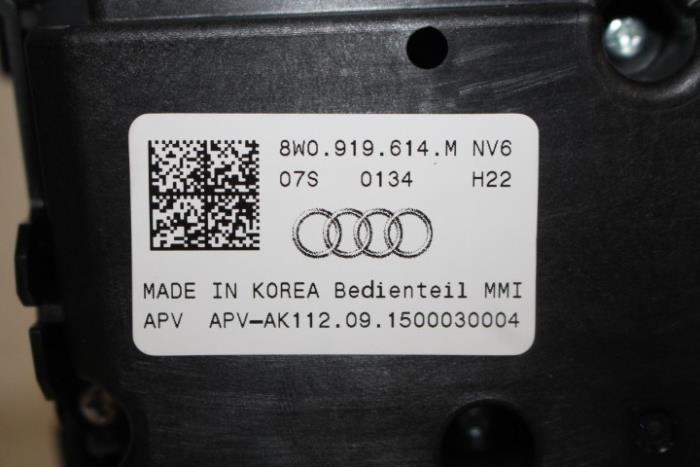 8W0.919.614.M NV6
07S 0134 H22
MADE IN KOREA Bedienteil MMI
APV APV-AK112.09.1500030004